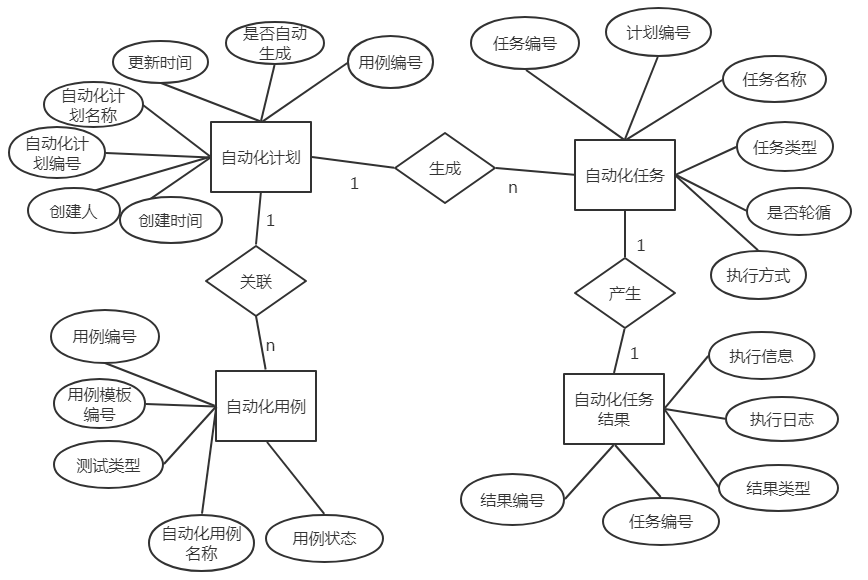 是否自动
生成
更新时间
用例编号
自动化计
划名称
自动化计
划编号
创建人
创建时间
自动化计划
1
生成
n
任务编号
计划编号
任务名称
任务类型
是否轮循
执行方式
自动化任务
1
关联
n
1
产生
1
用例编号
用例模板
编号
测试类型
自动化用例
自动化用例
名称
用例状态
自动化任务
结果
执行信息
执行日志
结果类型
结果编号
任务编号